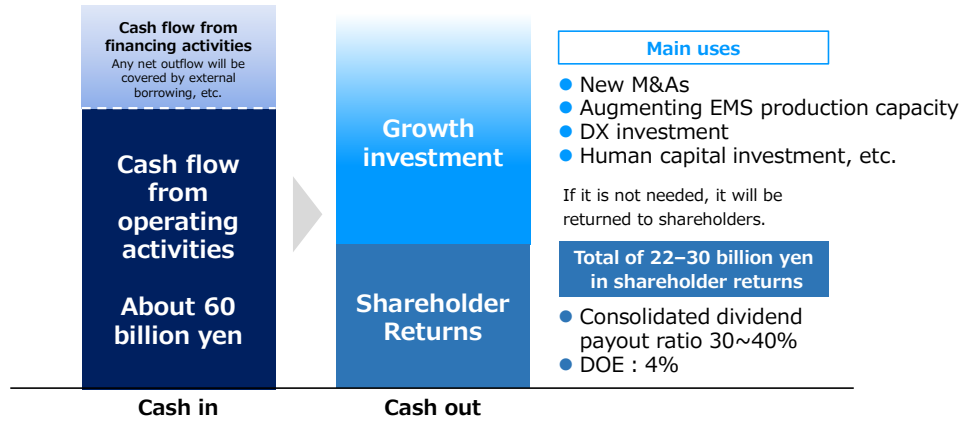 Cash flow from
financing activities
Any net outflow will be
covered by external
borrowing, etc.
Cash flow
from
operating
activities
About 60
billion yen
Cash in
Growth
investment
Shareholder
Returns
Cash out
Main uses
● New M&As
● Augmenting EMS production capacity
● DX investment
● Human capital investment, etc.
If it is not needed, it will be
returned to shareholders.
Total of 22–30 billion yen
in shareholder returns
● Consolidated dividend
payout ratio 30~40%
● DOE : 4%